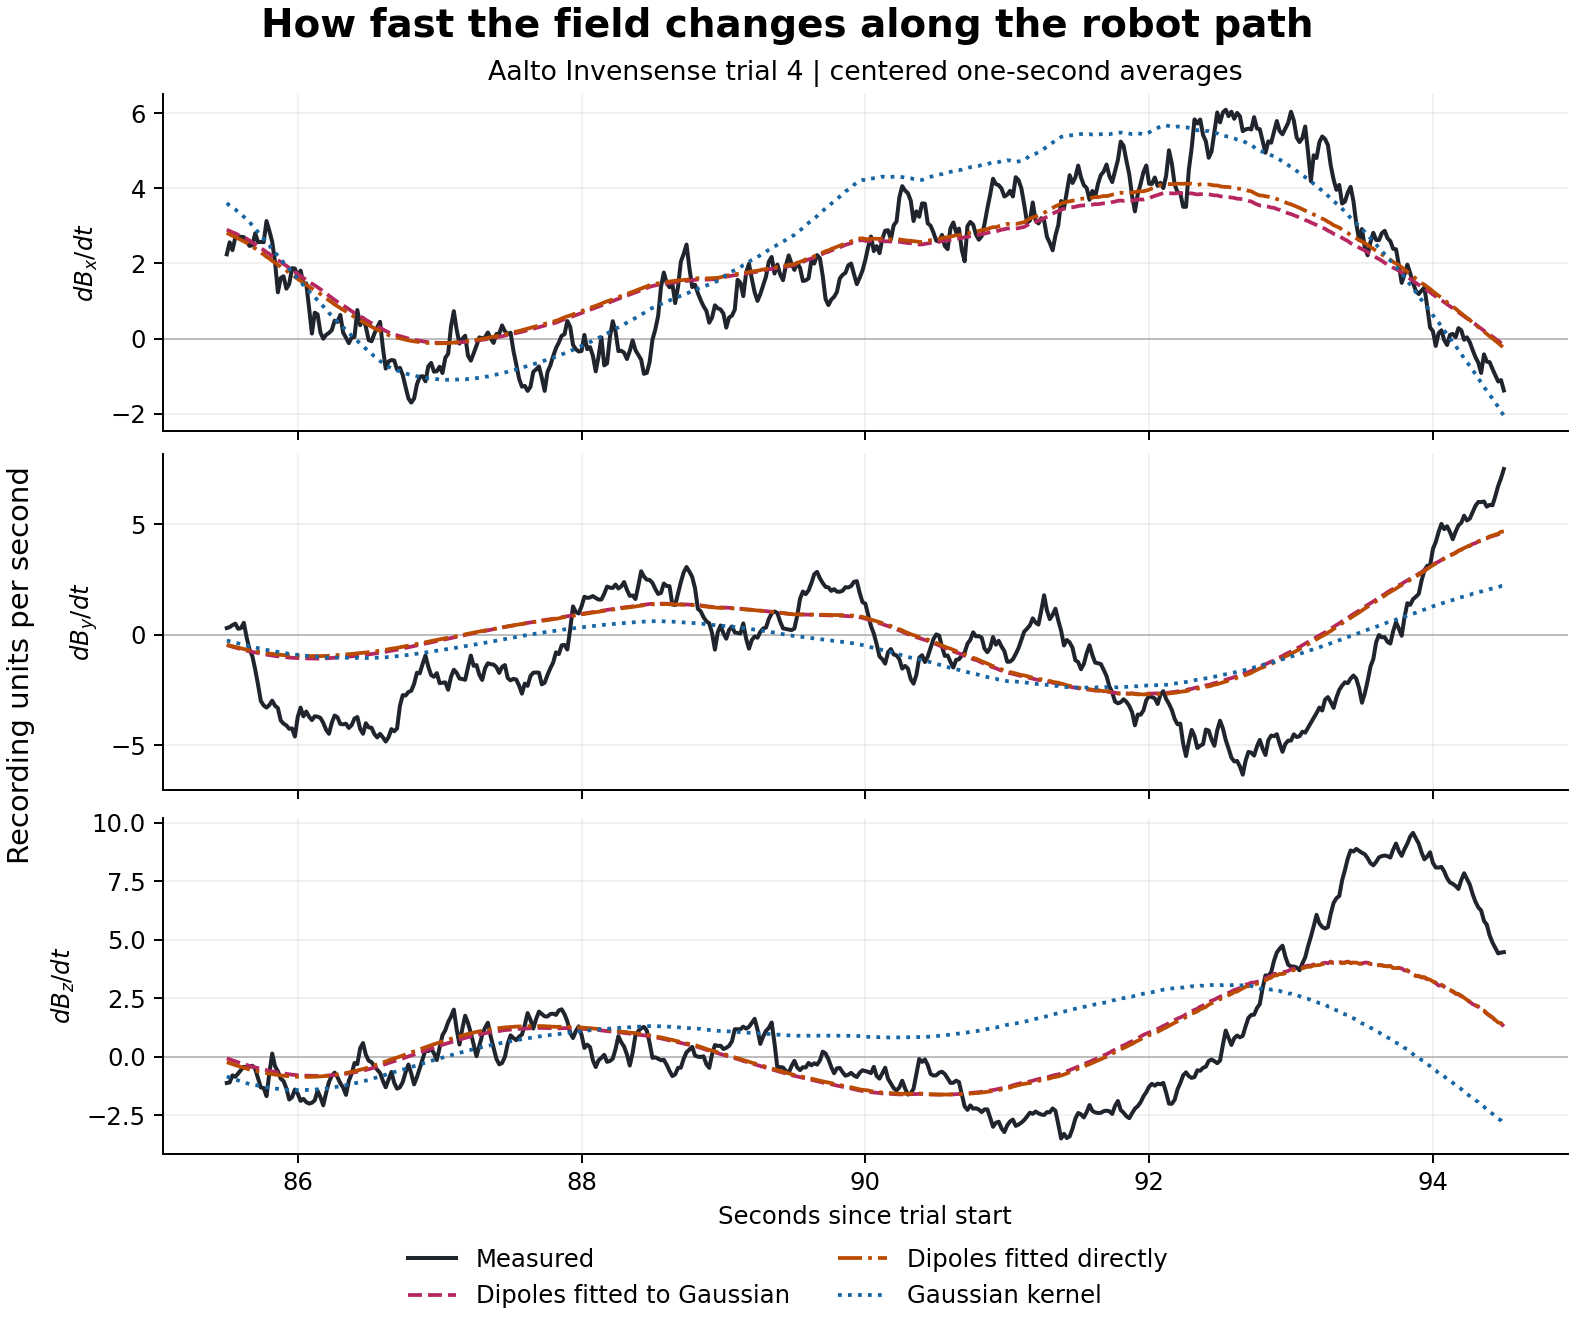 How fast the field changes along the robot path
Aalto Invensense trial 4 | centered one-second averages
6
4
2
0
−2
dBx/dt
5
0
−5
dBy/dt
Recording units per second
10.0
7.5
5.0
2.5
0.0
−2.5
dBz/dt
86 88 90 92 94
Seconds since trial start
Measured
Dipoles fitted to Gaussian
Dipoles fitted directly
Gaussian kernel